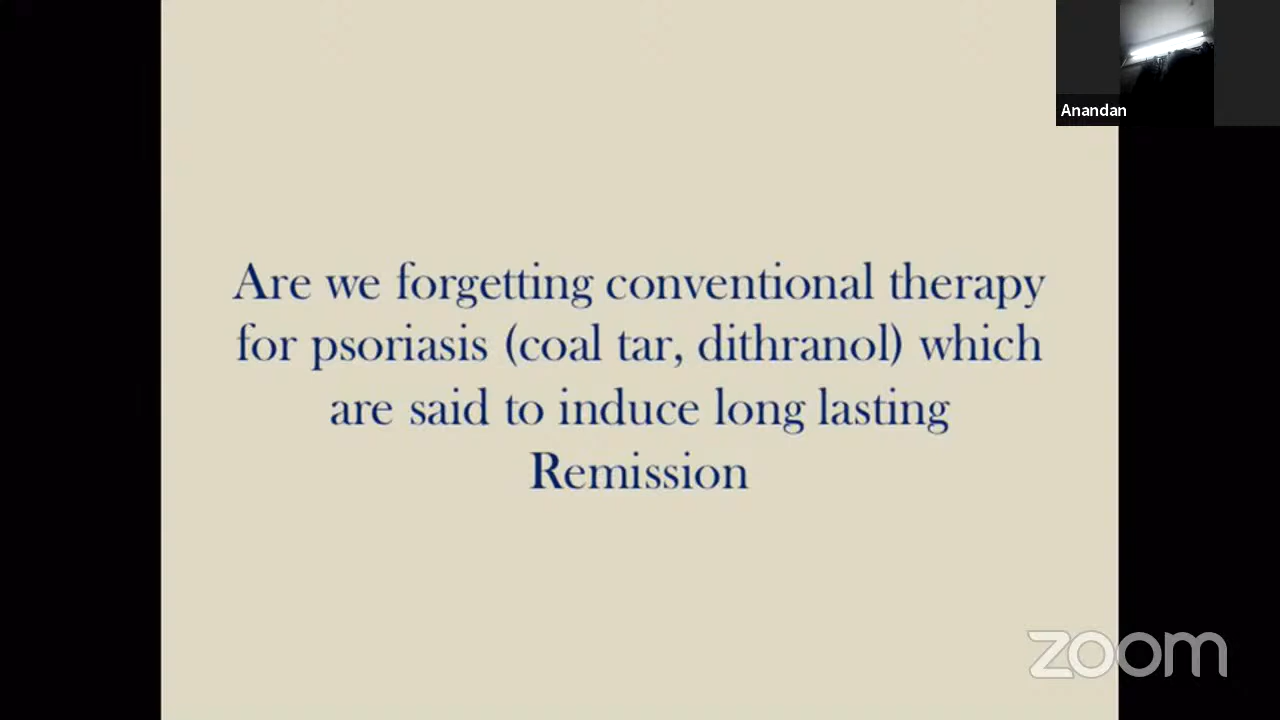 Anandan
Are we forgetting conventional therapy
for psoriasis (coal tar, dithranol) which
are said to induce long lasting
Remission
zoom